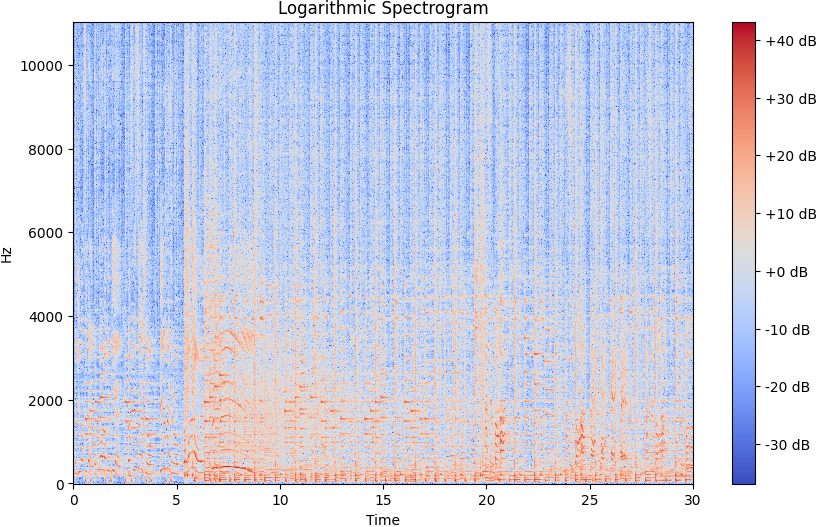 Logarithmic Spectrogram
Hz
10000
8000
6000
4000
2000
0
0 5 10 15 20 25 30
Time
+40 dB
+30 dB
+20 dB
+10 dB
+0 dB
-10 dB
-20 dB
-30 dB